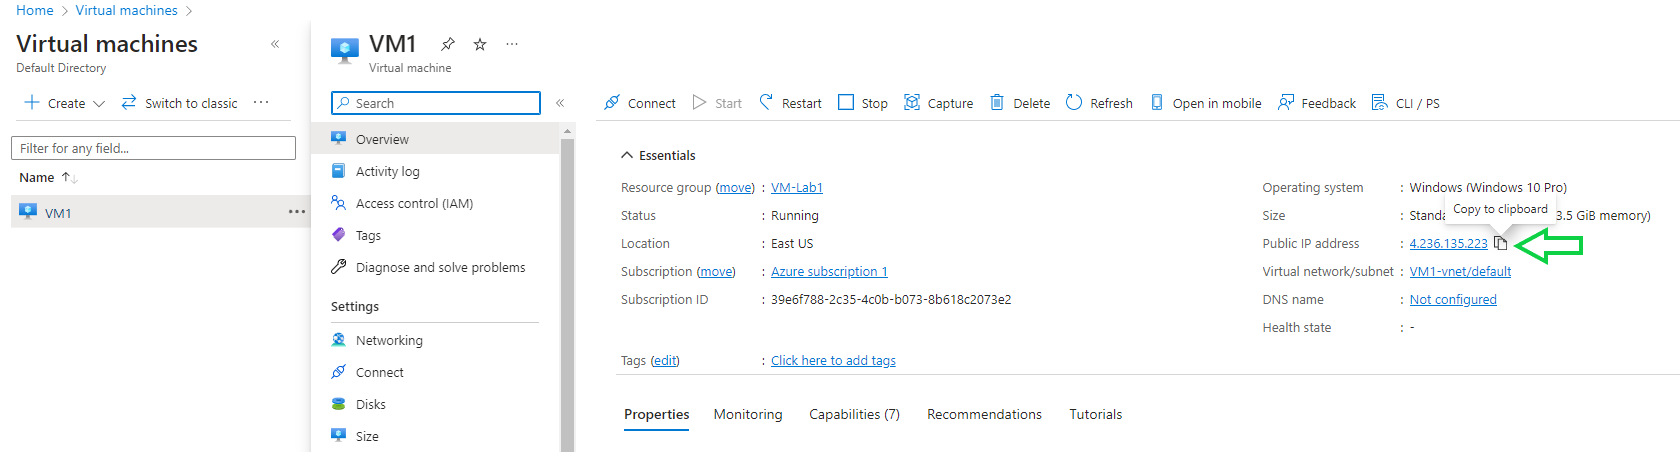 Home > Virtual machines >
Virtual machines «
Default Directory
+ Create Switch to classic ...
Filter for any field...
Name ↑↓
VM1 ...
VM1 ...
Virtual machine
Search «
Overview
Activity log
Access control (IAM)
Tags
Diagnose and solve problems
Settings
Networking
Connect
Disks
Size
Connect Start Restart Stop Capture Delete Refresh Open in mobile Feedback CLI / PS
Essentials
Resource group (move) : VM-Lab1
Status : Running
Location : East US
Subscription (move) : Azure subscription 1
Subscription ID : 39e6f788-2c35-4c0b-b073-8b618c2073e2
Tags (edit) : Click here to add tags
Operating system : Windows (Windows 10 Pro)
Copy to clipboard
Size : 3.5 GiB memory)
Public IP address : 4.236.135.223
Virtual network/subnet : VM1-vnet/default
DNS name : Not configured
Health state : -
Properties Monitoring Capabilities (7) Recommendations Tutorials